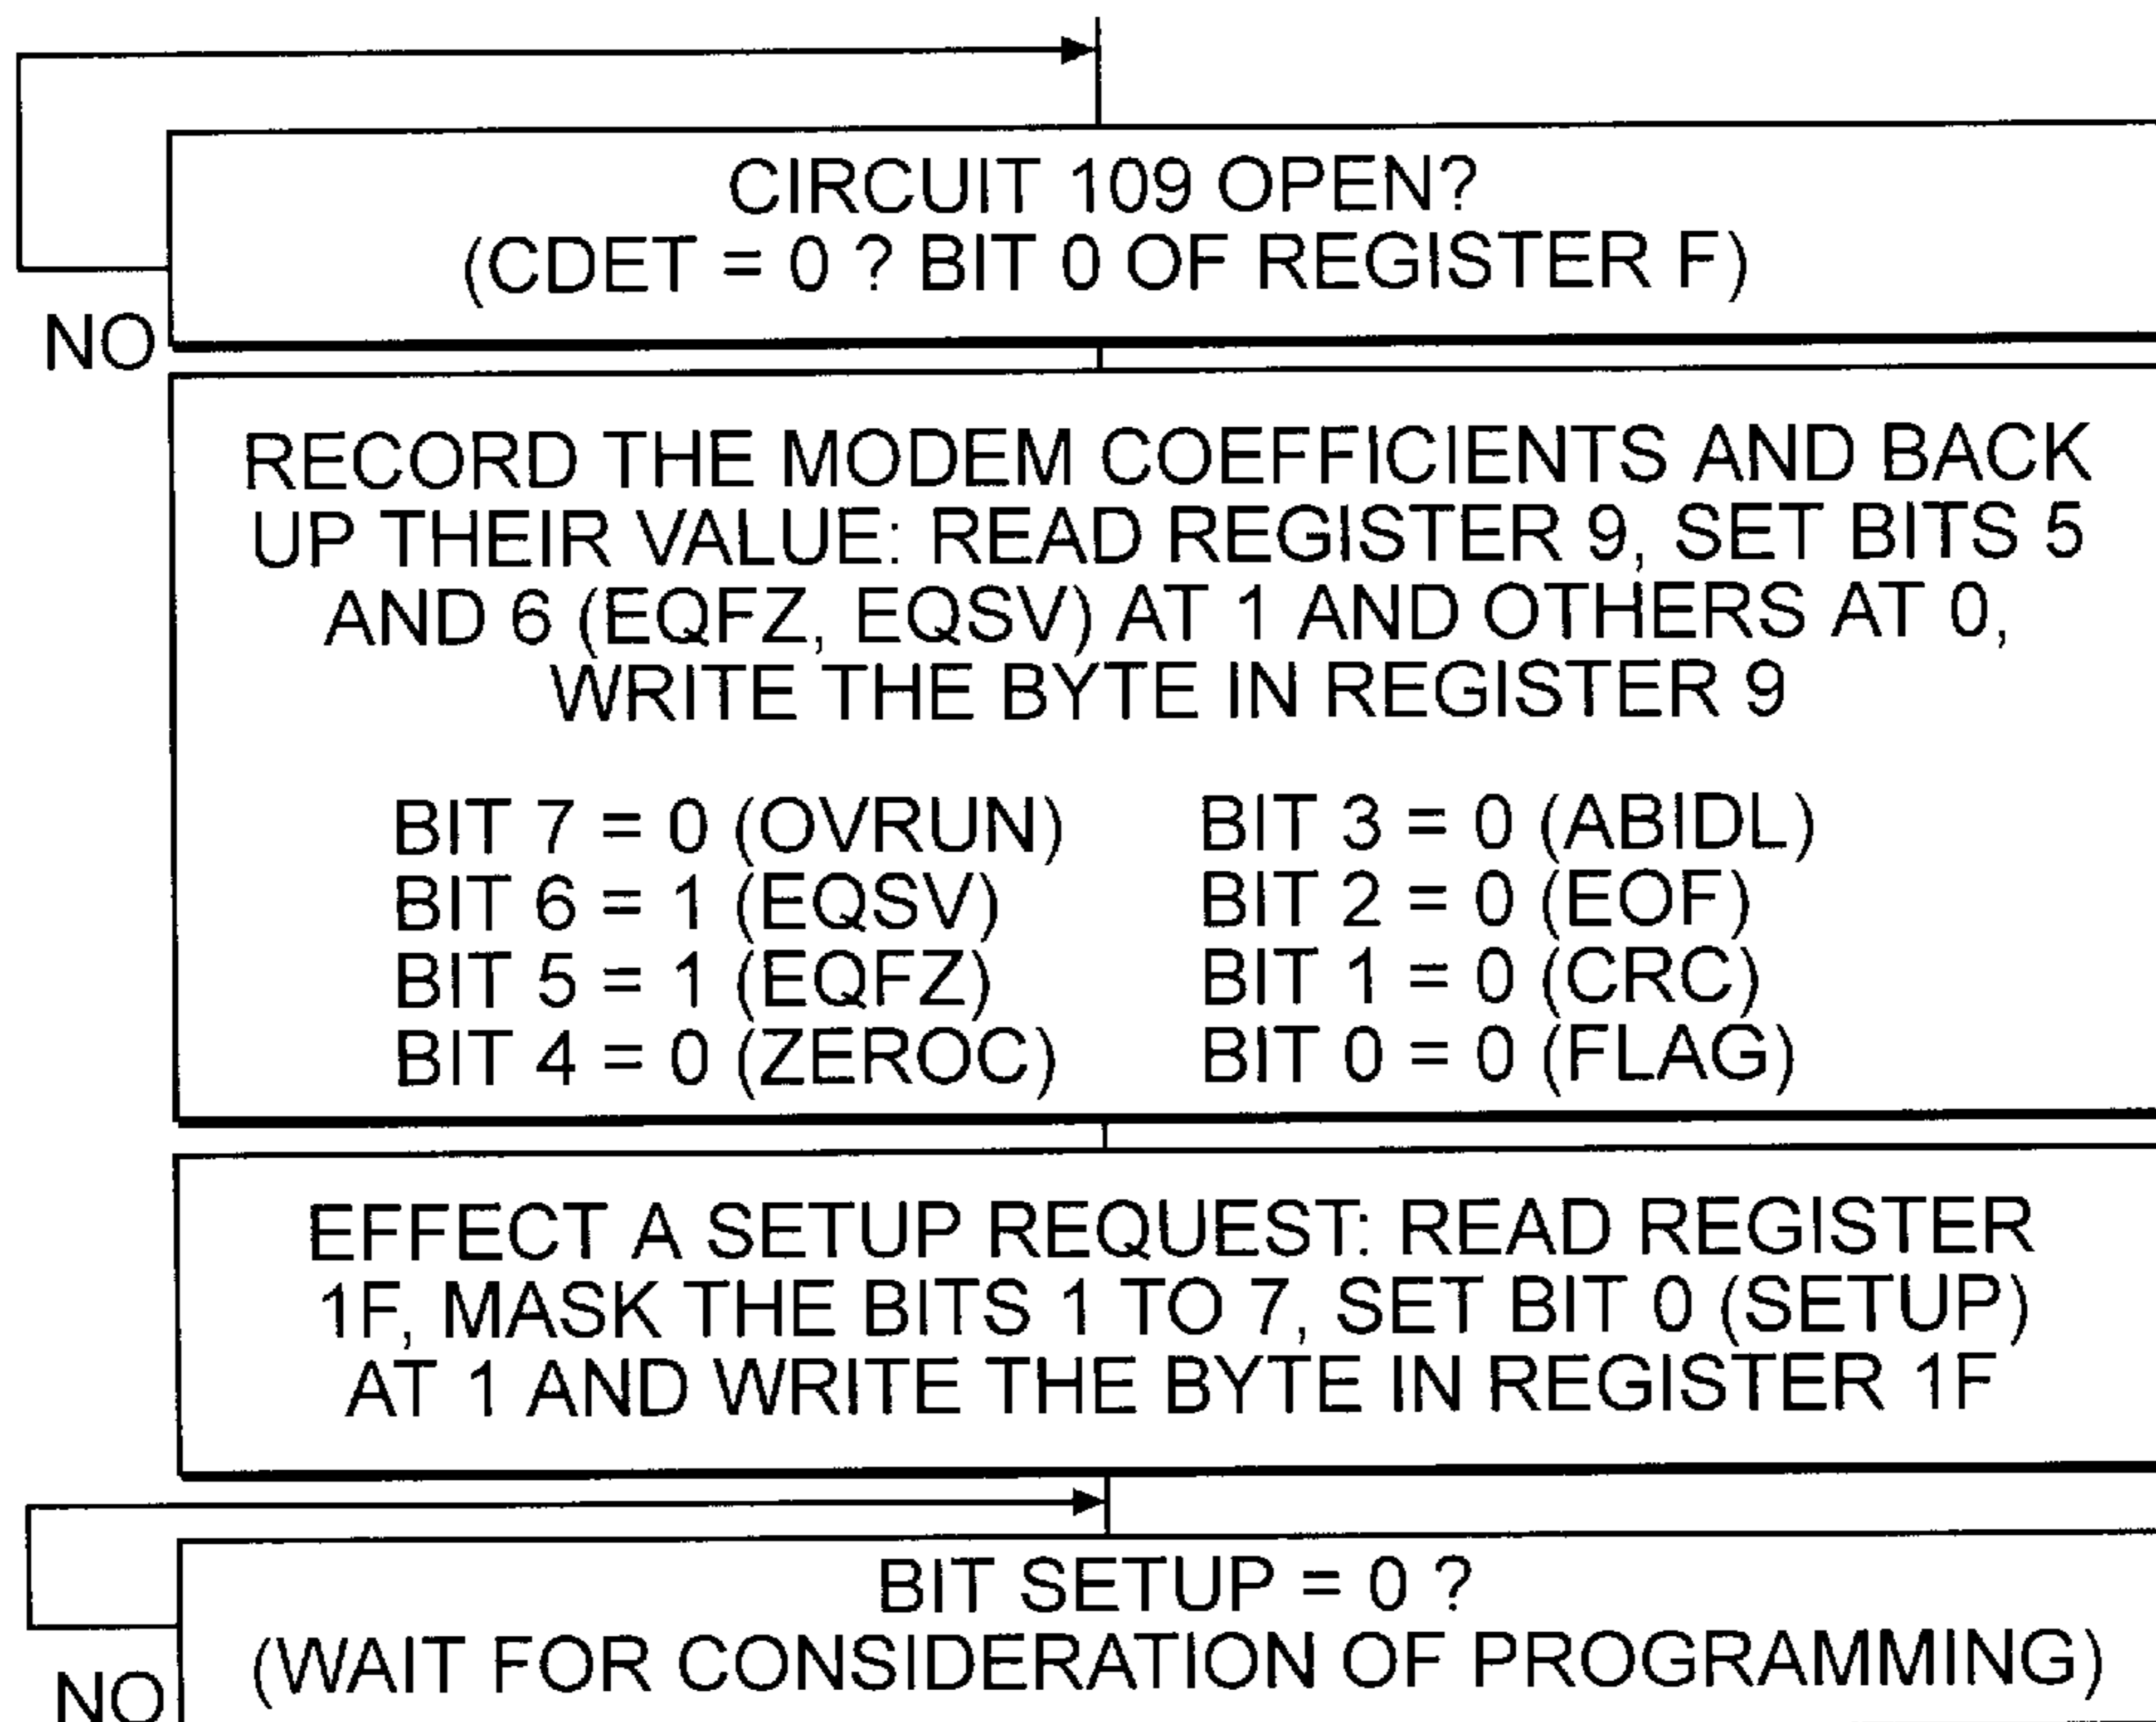 CIRCUIT 109 OPEN?
(CDET = 0 ? BIT 0 OF REGISTER F)
NO
RECORD THE MODEM COEFFICIENTS AND BACK
UP THEIR VALUE: READ REGISTER 9, SET BITS 5
AND 6 (EQFZ, EQSV) AT 1 AND OTHERS AT 0,
WRITE THE BYTE IN REGISTER 9
BIT 7 = 0 (OVRUN) BIT 3 = 0 (ABIDL)
BIT 6 = 1 (EQSV) BIT 2 = 0 (EOF)
BIT 5 = 1 (EQFZ) BIT 1 = 0 (CRC)
BIT 4 = 0 (ZEROC) BIT 0 = 0 (FLAG)
EFFECT A SETUP REQUEST: READ REGISTER
1F, MASK THE BITS 1 TO 7, SET BIT 0 (SETUP)
AT 1 AND WRITE THE BYTE IN REGISTER 1F
BIT SETUP = 0 ?
(WAIT FOR CONSIDERATION OF PROGRAMMING)
NO